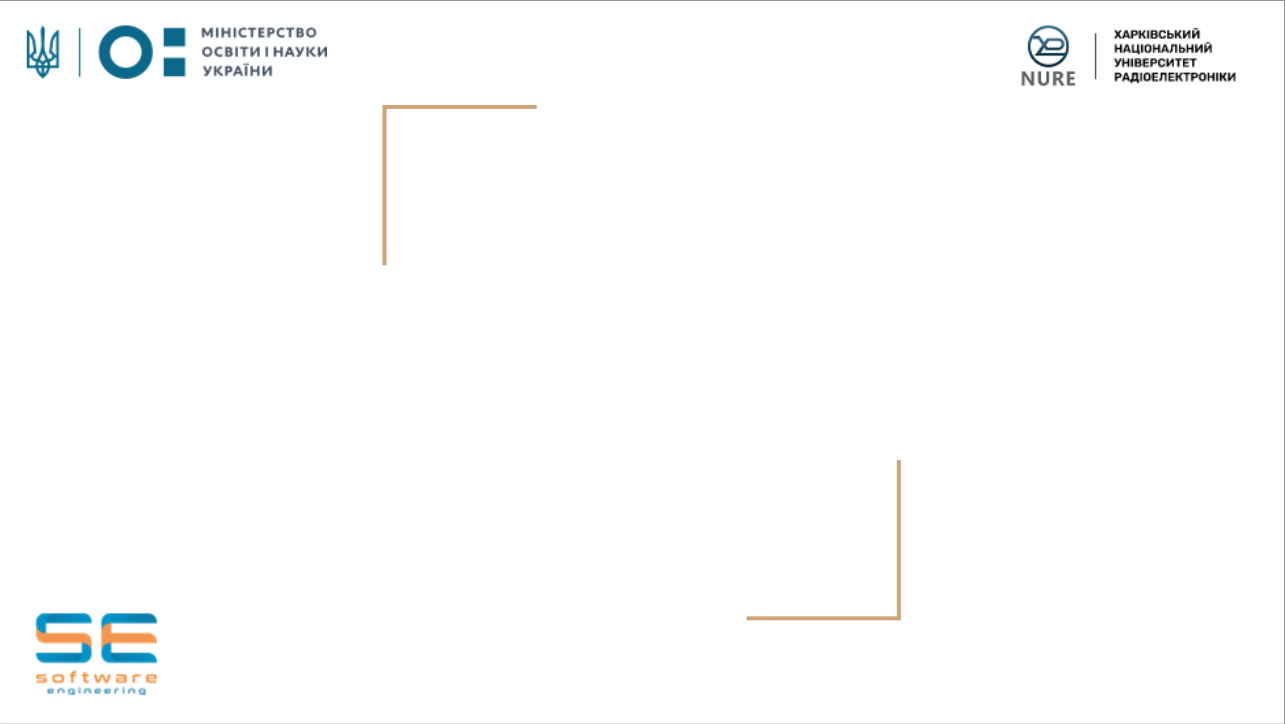 МІНІСТЕРСТВО
ОСВІТИ І НАУКИ
УКРАЇНИ
NURE
ХАРКІВСЬКИЙ
НАЦІОНАЛЬНИЙ
УНІВЕРСИТЕТ
РАДІОЕЛЕКТРОНІКИ
SE
software
engineering